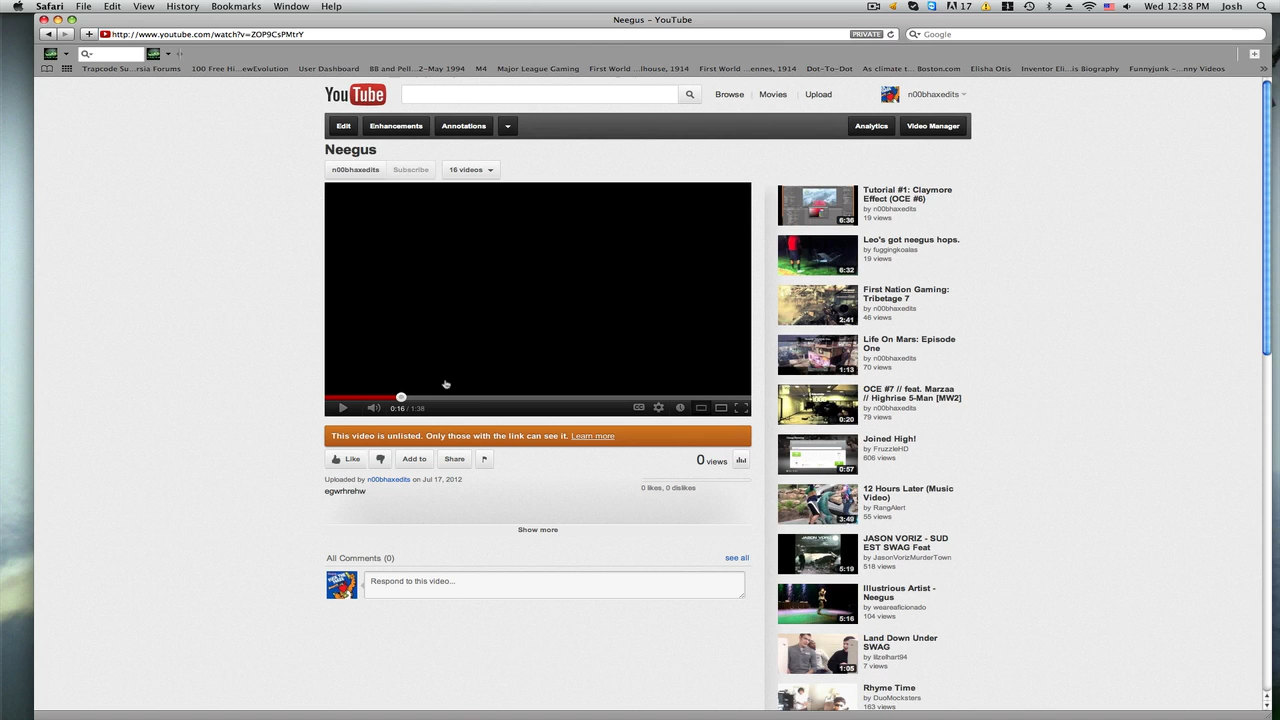 Safari File Edit View History Bookmarks Window Help 17 Wed 12:38 PM Josh
Neegus – YouTube
http://www.youtube.com/watch?v=ZOP9CsPMtrY PRIVATE Google
Trapcode Su...rsia Forums 100 Free Hi...ewEvolution User Dashboard BB and Pell...2-May 1994 M4 Major League Gaming First World ...lhouse, 1914 First World ...ennes, 1914 Dot-To-Dot As climate t... Boston.com Elisha Otis Inventor Eli...is Biography Funnyjunk -...nny Videos
YouTube Browse Movies Upload n00bhaxedits
Edit Enhancements Annotations Analytics Video Manager
Neegus
n00bhaxedits Subscribe 16 videos
0:16 / 1:38
This video is unlisted. Only those with the link can see it. Learn more
Like Add to Share 0 views
Uploaded by n00bhaxedits on Jul 17, 2012
0 likes, 0 dislikes
egwrhrehw
Show more
All Comments (0) see all
Respond to this video...
Tutorial #1: Claymore
Effect (OCE #6)
by n00bhaxedits
19 views
6:36
Leo's got neegus hops.
by fuggingkoalas
19 views
6:32
First Nation Gaming:
Tribetage 7
by n00bhaxedits
46 views
2:41
Life On Mars: Episode
One
by n00bhaxedits
70 views
1:13
OCE #7 // feat. Marzaa
// Highrise 5-Man [MW2]
by n00bhaxedits
79 views
0:20
Joined High!
by FruzzleHD
606 views
0:57
12 Hours Later (Music
Video)
by RangAlert
55 views
3:49
JASON VORIZ - SUD
EST SWAG Feat
by JasonVorizMurderTown
518 views
5:19
Illustrious Artist -
Neegus
by weareaficionado
104 views
5:16
Land Down Under
SWAG
by lilzelhart94
7 views
1:05
Rhyme Time
by DuoMocksters
163 views